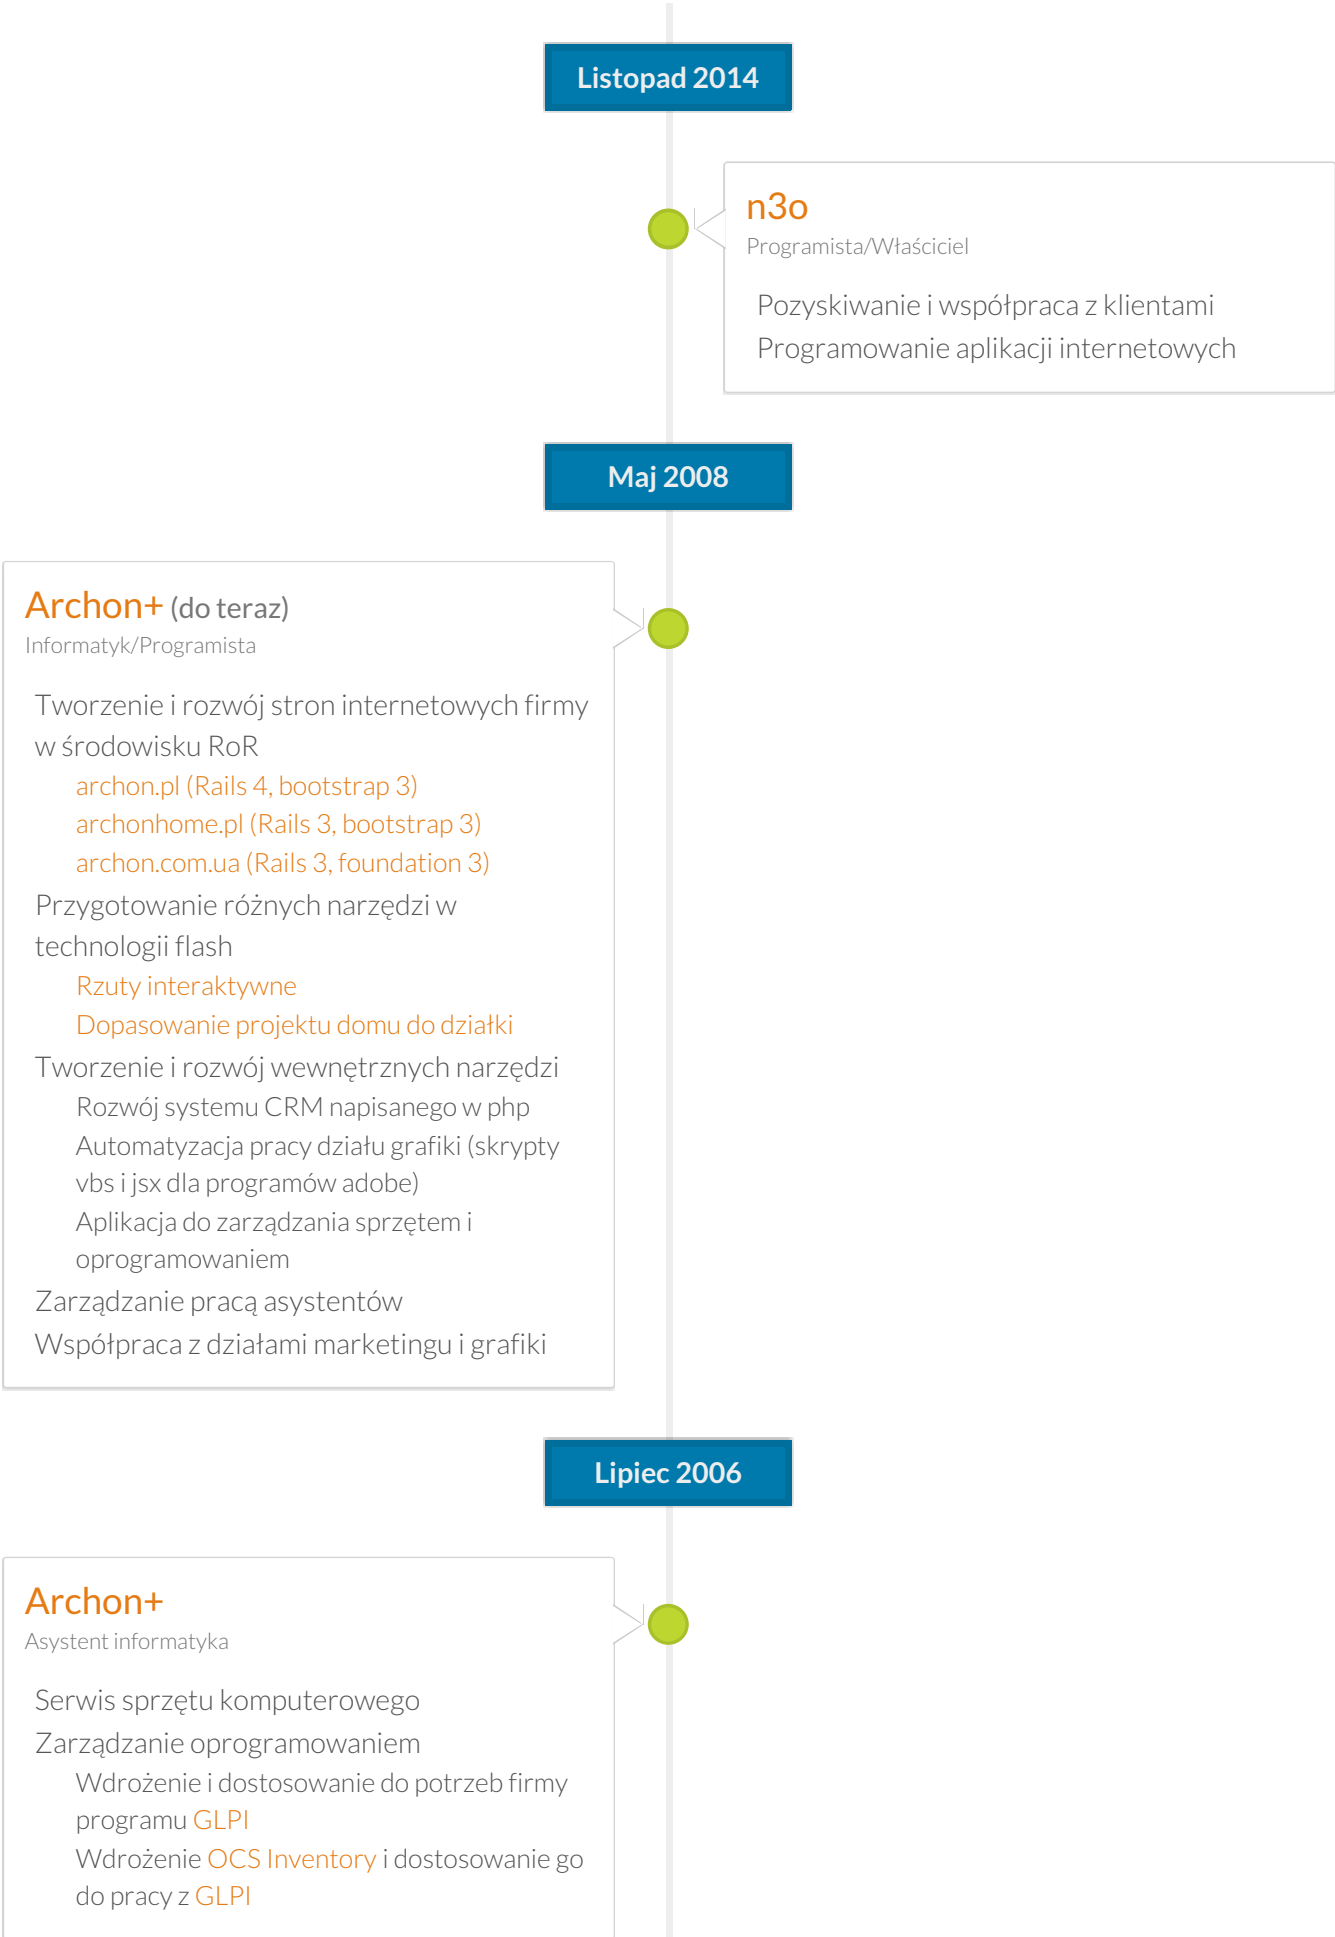 Listopad 2014
n3o
Programista/Właściciel
Pozyskiwanie i współpraca z klientami
Programowanie aplikacji internetowych
Maj 2008
Archon+ (do teraz)
Informatyk/Programista
Tworzenie i rozwój stron internetowych firmy
w środowisku RoR
archon.pl (Rails 4, bootstrap 3)
archonhome.pl (Rails 3, bootstrap 3)
archon.com.ua (Rails 3, foundation 3)
Przygotowanie różnych narzędzi w
technologii flash
Rzuty interaktywne
Dopasowanie projektu domu do działki
Tworzenie i rozwój wewnętrznych narzędzi
Rozwój systemu CRM napisanego w php
Automatyzacja pracy działu grafiki (skrypty
vbs i jsx dla programów adobe)
Aplikacja do zarządzania sprzętem i
oprogramowaniem
Zarządzanie pracą asystentów
Współpraca z działami marketingu i grafiki
Lipiec 2006
Archon+
Asystent informatyka
Serwis sprzętu komputerowego
Zarządzanie oprogramowaniem
Wdrożenie i dostosowanie do potrzeb firmy
programu GLPI
Wdrożenie OCS Inventory i dostosowanie go
do pracy z GLPI